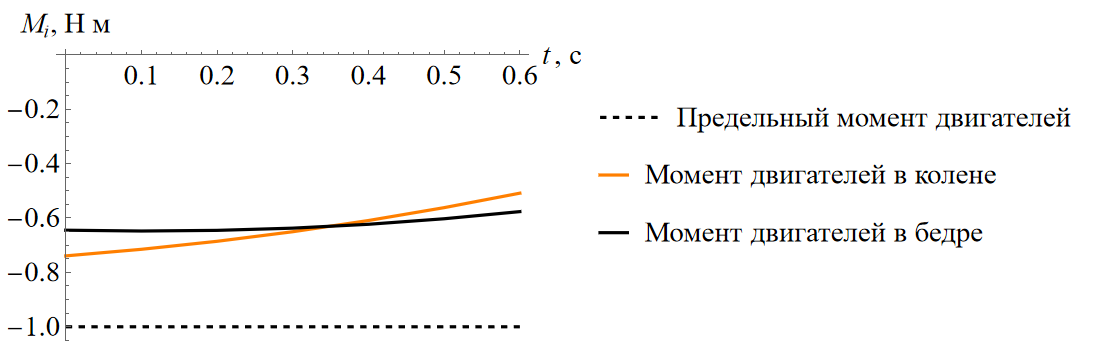 Mᵢ, Н м
t, с
0.1 0.2 0.3 0.4 0.5 0.6
−0.2
−0.4
−0.6
−0.8
−1.0
Предельный момент двигателей
Момент двигателей в колене
Момент двигателей в бедре